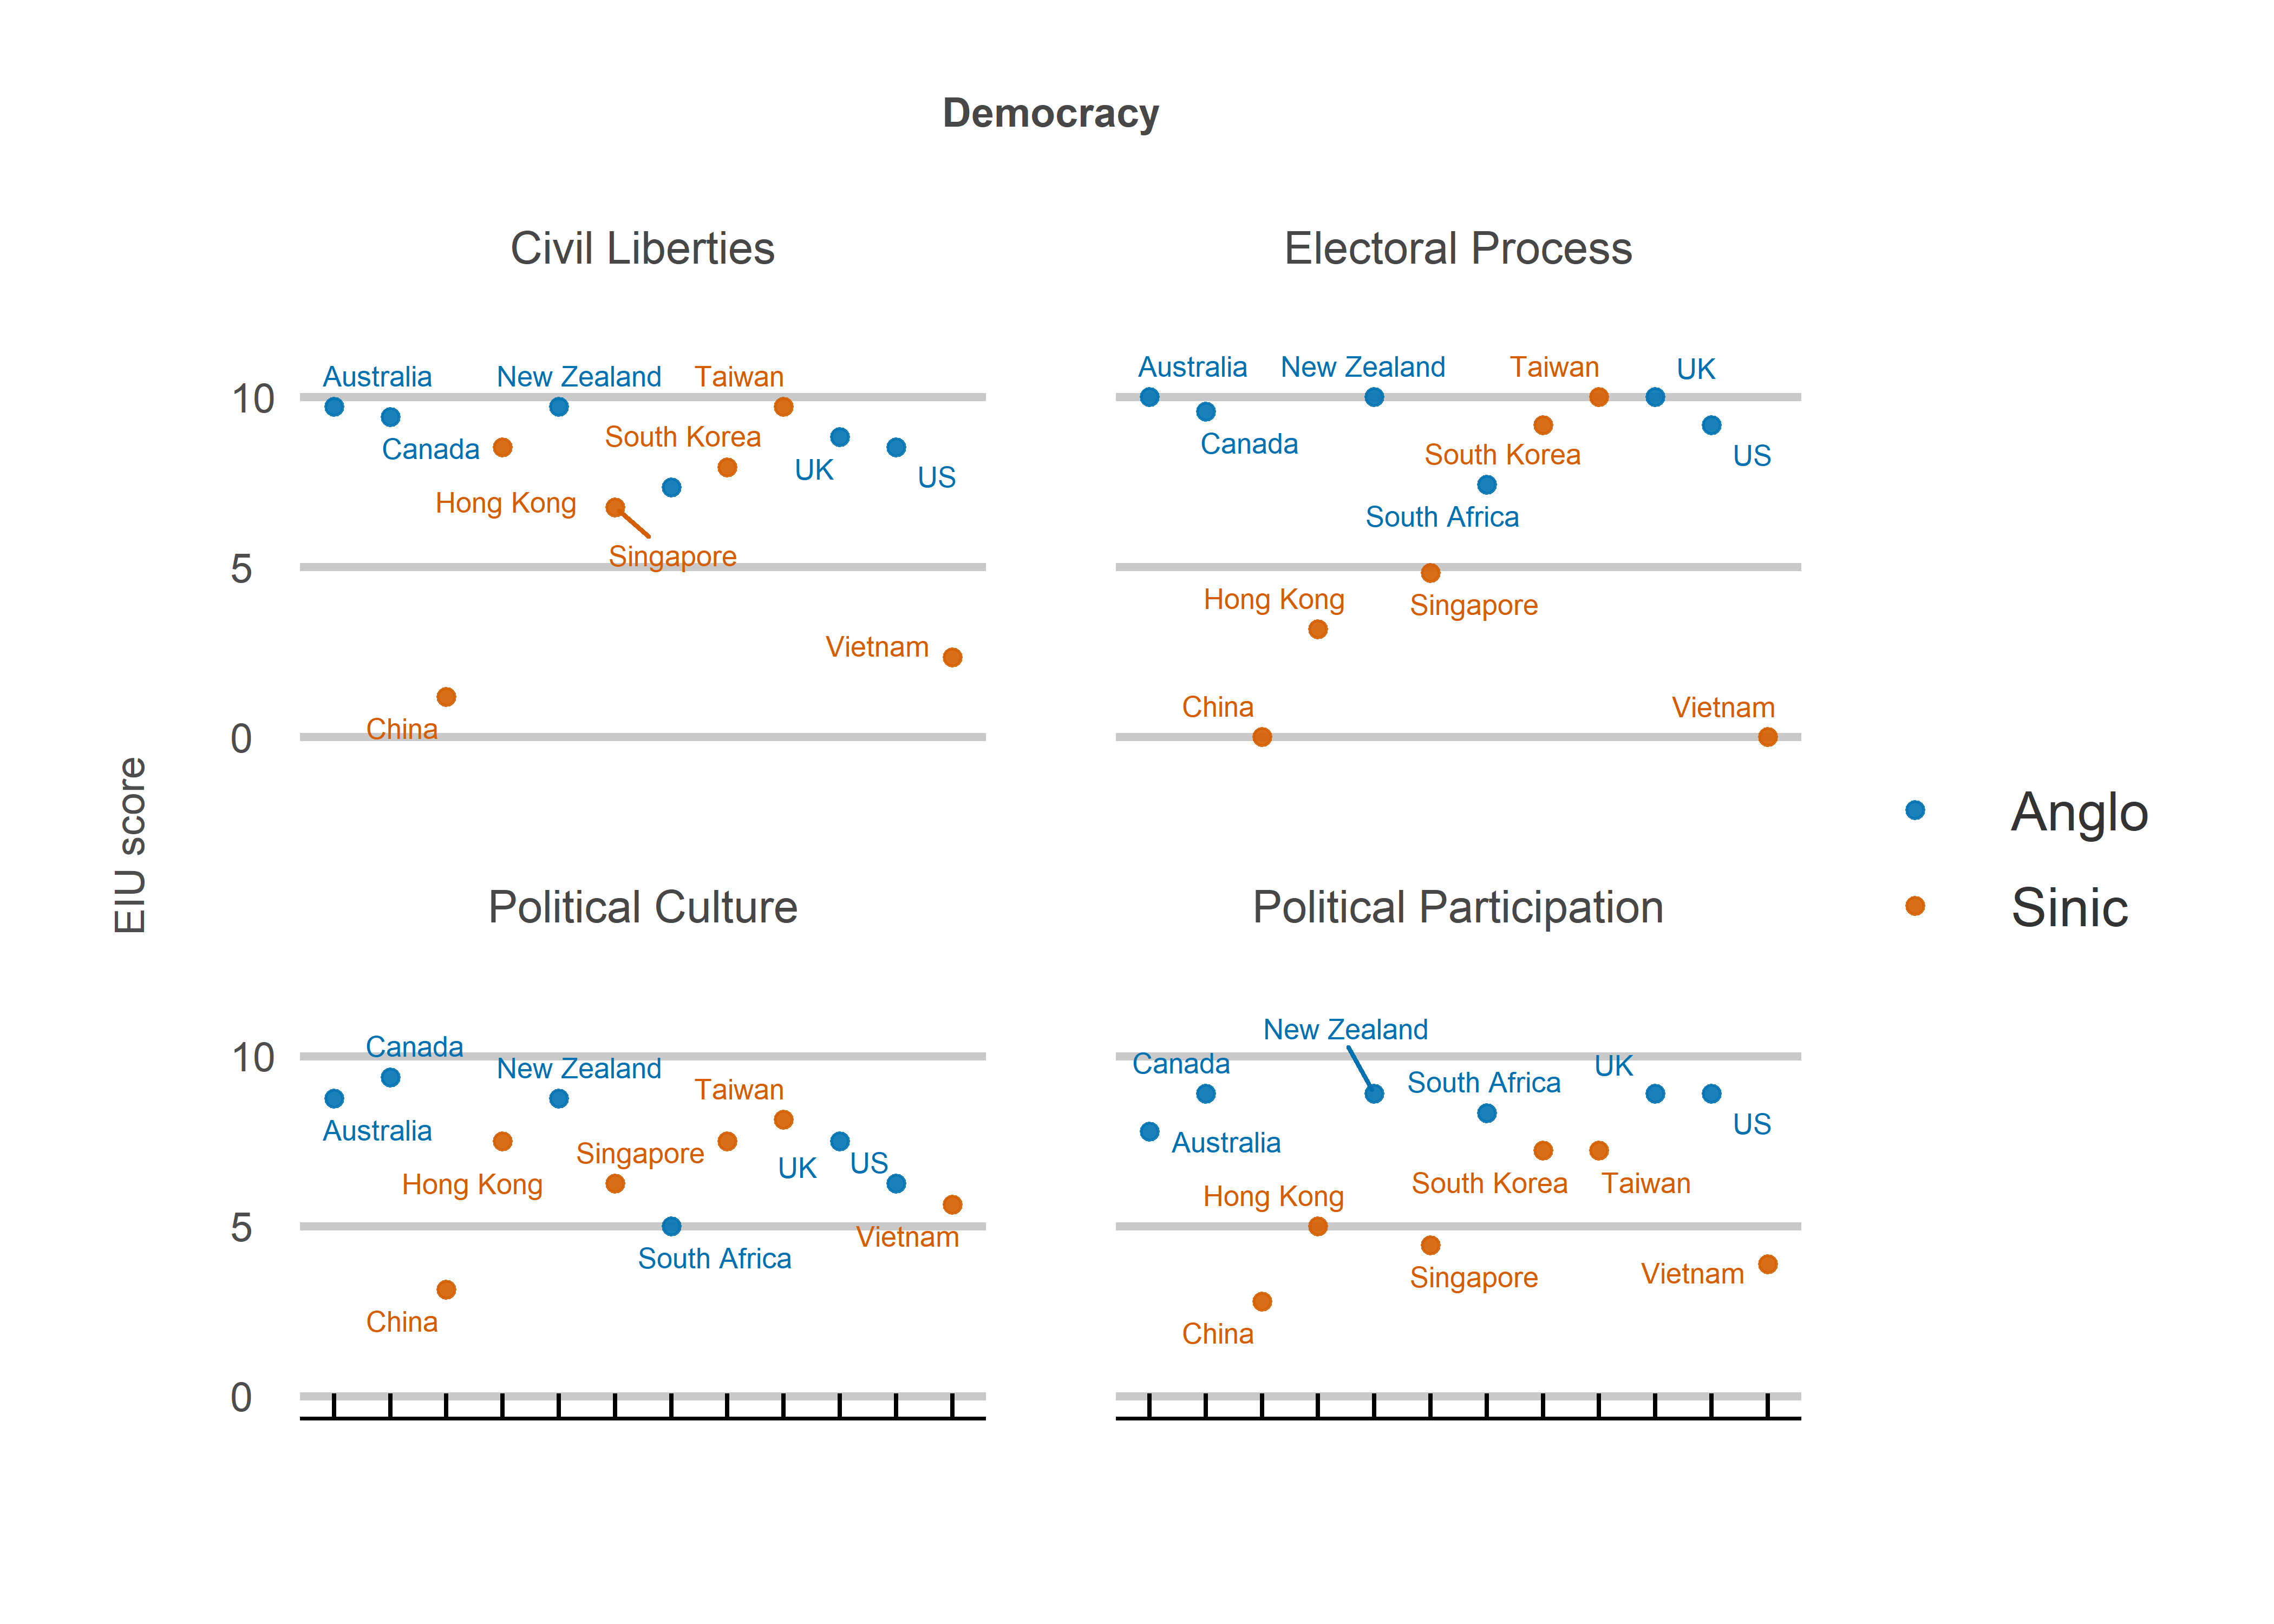 Democracy
Civil Liberties
Electoral Process
Australia
New Zealand
Taiwan
Australia
New Zealand
Taiwan
UK
10
Canada
South Korea
UK
US
Canada
South Korea
US
Hong Kong
South Africa
Singapore
5
Hong Kong
Singapore
Vietnam
China
China
Vietnam
0
EIU score
Anglo
Sinic
Political Culture
Political Participation
Canada
New Zealand
Taiwan
New Zealand
Canada
South Africa
UK
10
Australia
Singapore
UK
US
Australia
US
Hong Kong
Hong Kong
South Korea
Taiwan
5
South Africa
Vietnam
Singapore
Vietnam
China
China
0